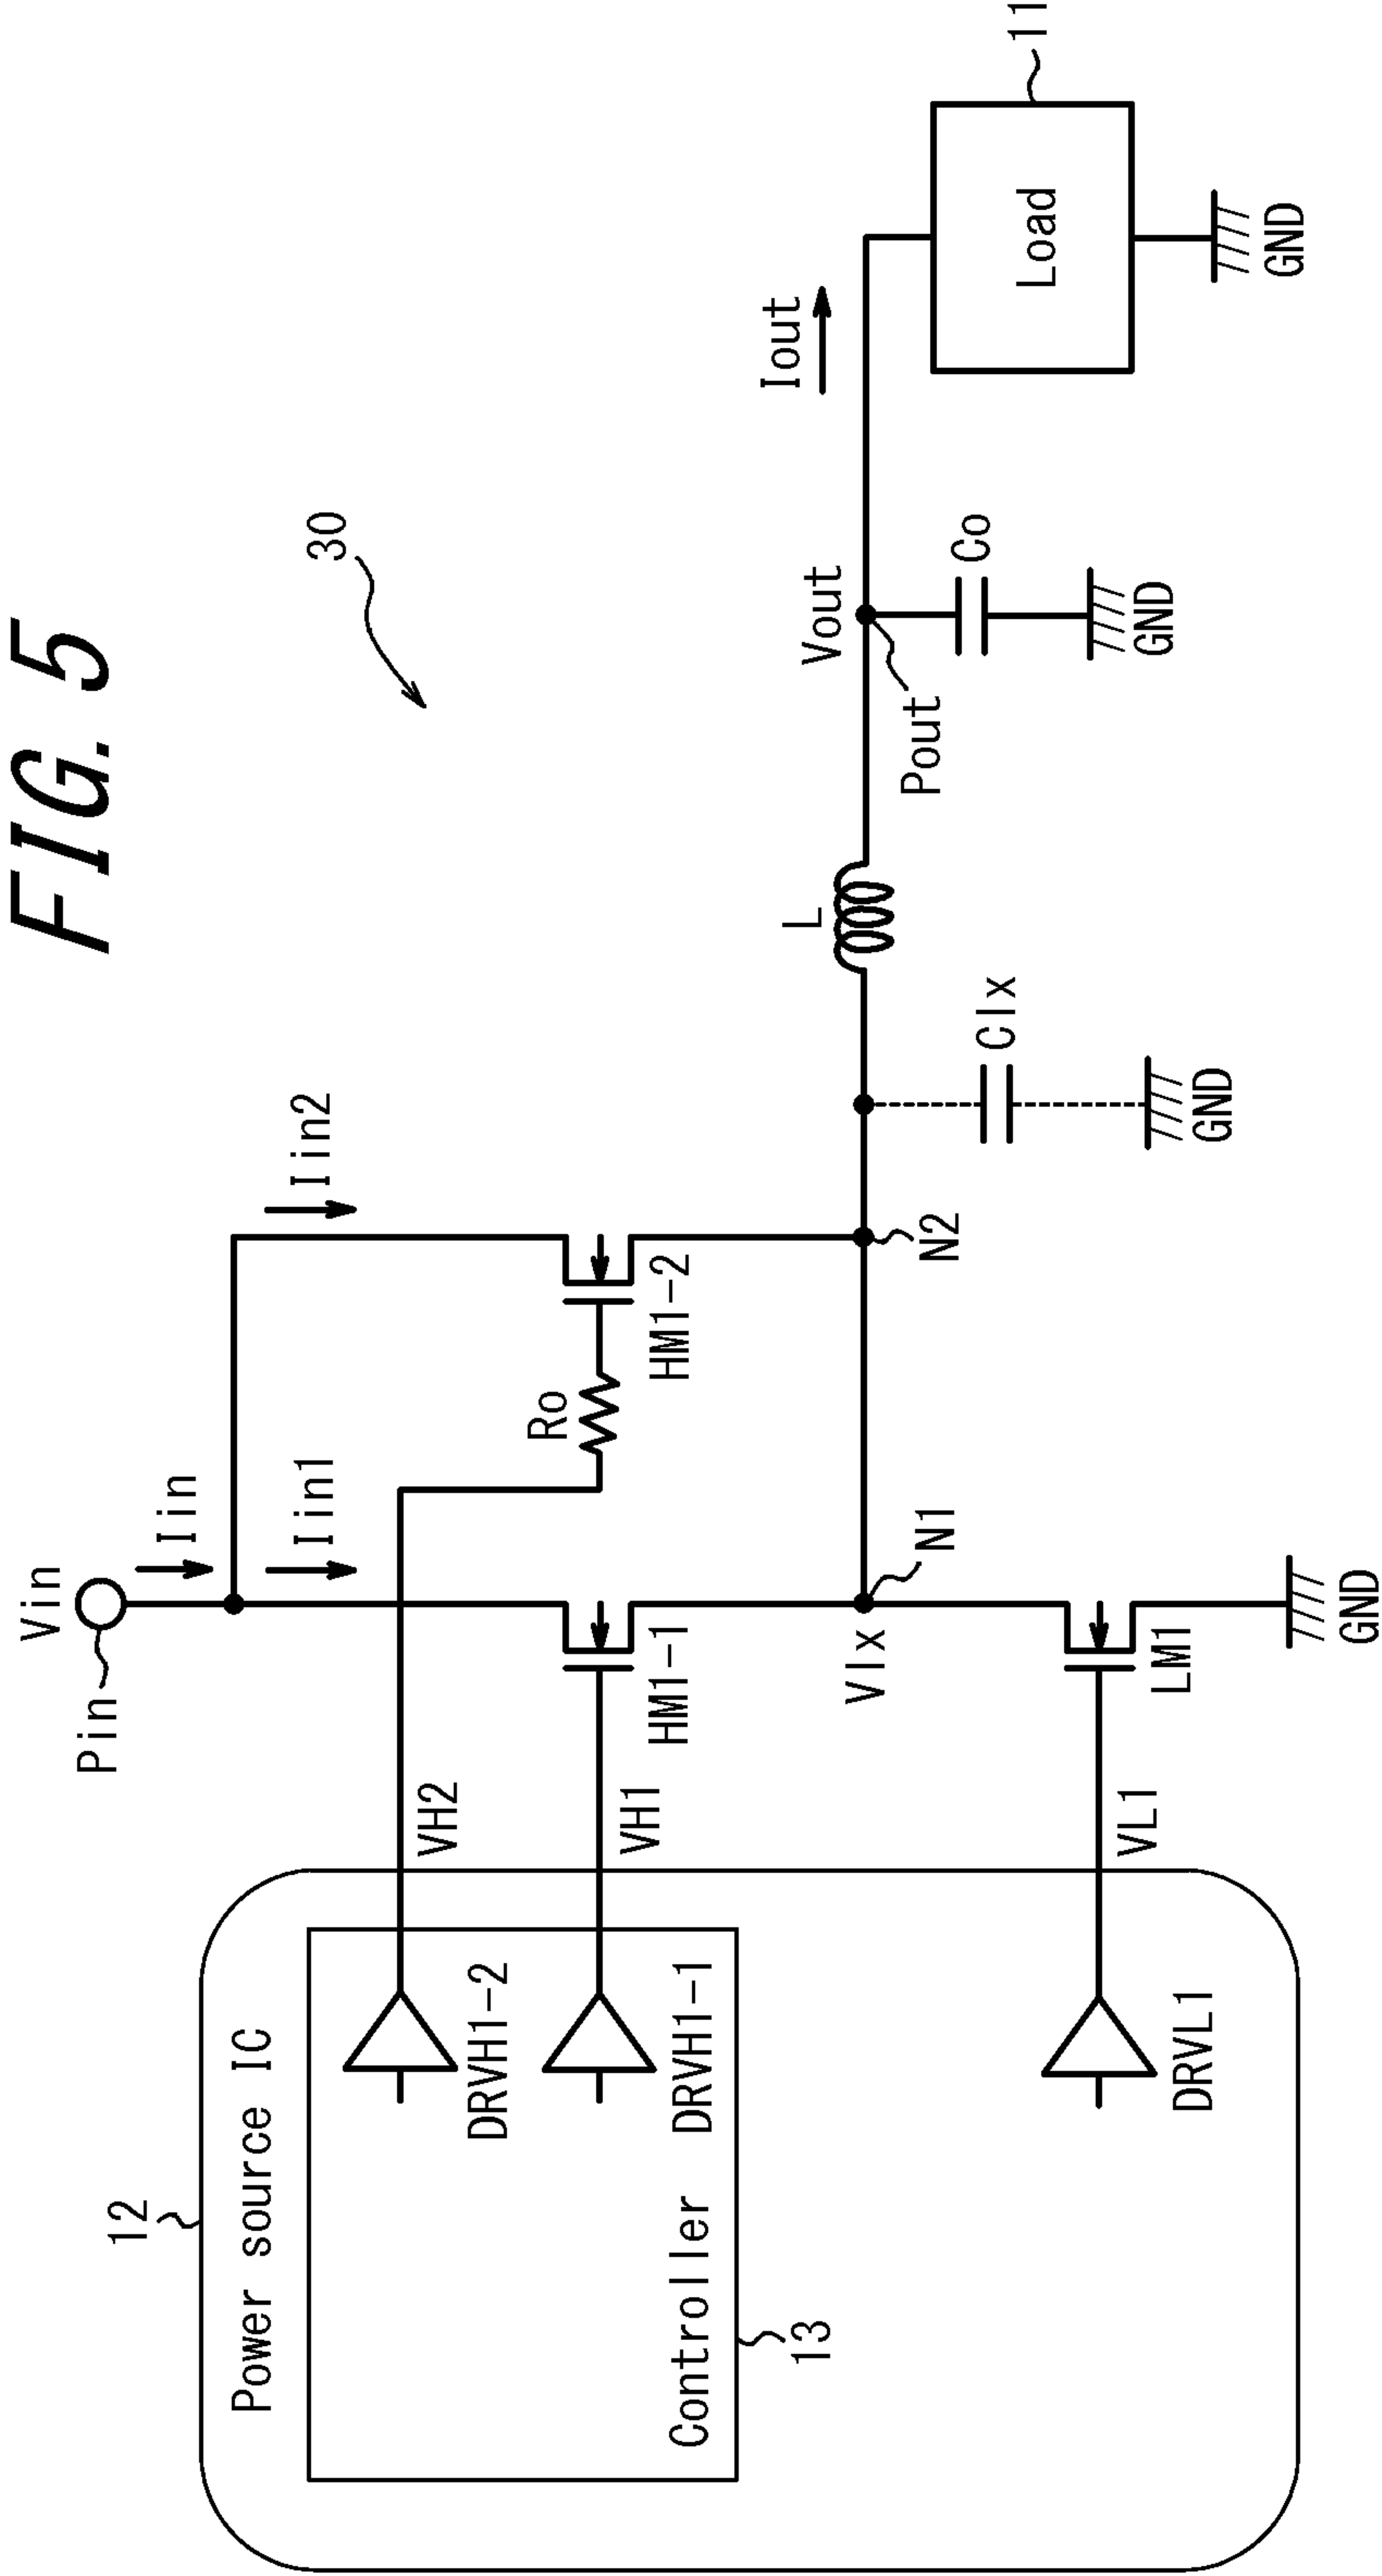 FIG. 5
30
Vin
Pin
Iin
Iin1
Iin2
12
Power source IC
VH2
DRVH1-2
Ro
HM1-2
VH1
DRVH1-1
HM1-1
Controller
13
Vlx
N1
N2
L
Clx
GND
Vout
Pout
Iout
Co
GND
Load
11
GND
VL1
DRVL1
LM1
GND